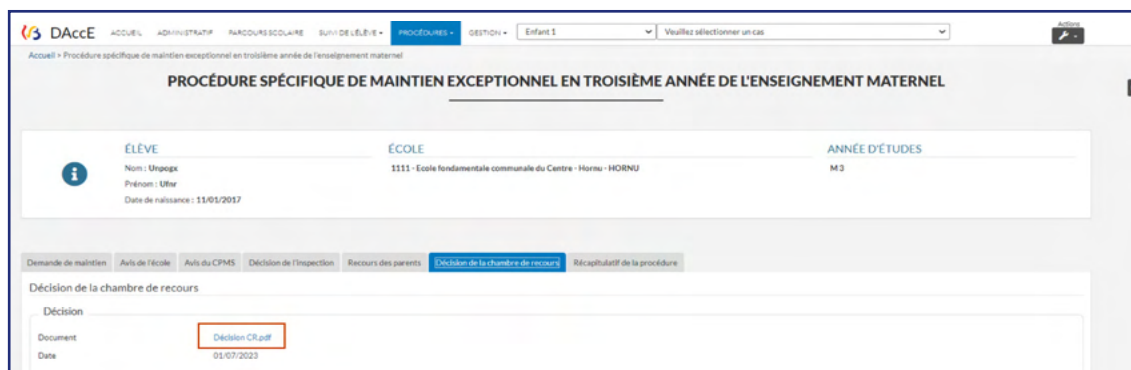 DAccE ACCUEIL ADMINISTRATIF PARCOURS SCOLAIRE SUIVI DE L'ÉLÈVE PROCÉDURES GESTION Enfant 1 Veuillez sélectionner un cas Actions
Accueil > Procédure spécifique de maintien exceptionnel en troisième année de l'enseignement maternel
PROCÉDURE SPÉCIFIQUE DE MAINTIEN EXCEPTIONNEL EN TROISIÈME ANNÉE DE L'ENSEIGNEMENT MATERNEL
ÉLÈVE ÉCOLE ANNÉE D'ÉTUDES
Nom : Unpogx 1111 - Ecole fondamentale communale du Centre - Hornu - HORNU M3
Prénom : Ufnr
Date de naissance : 11/01/2017
Demande de maintien Avis de l'école Avis du CPMS Décision de l'Inspection Recours des parents Décision de la chambre de recours Récapitulatif de la procédure
Décision de la chambre de recours
Décision
Document Décision CR.pdf
Date 01/07/2023